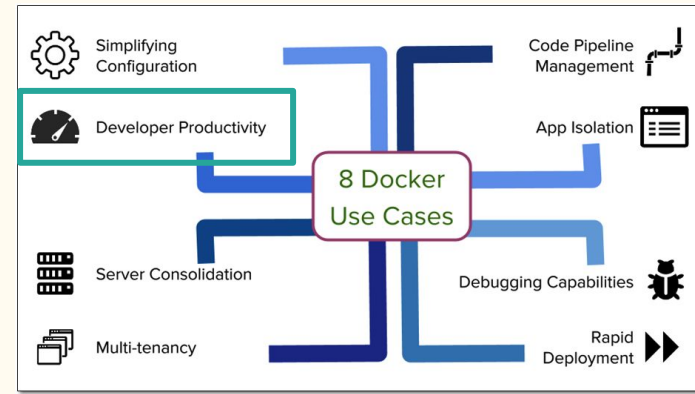 Simplifying
Configuration
Developer Productivity
Server Consolidation
Multi-tenancy
8 Docker
Use Cases
Code Pipeline
Management
App Isolation
Debugging Capabilities
Rapid
Deployment